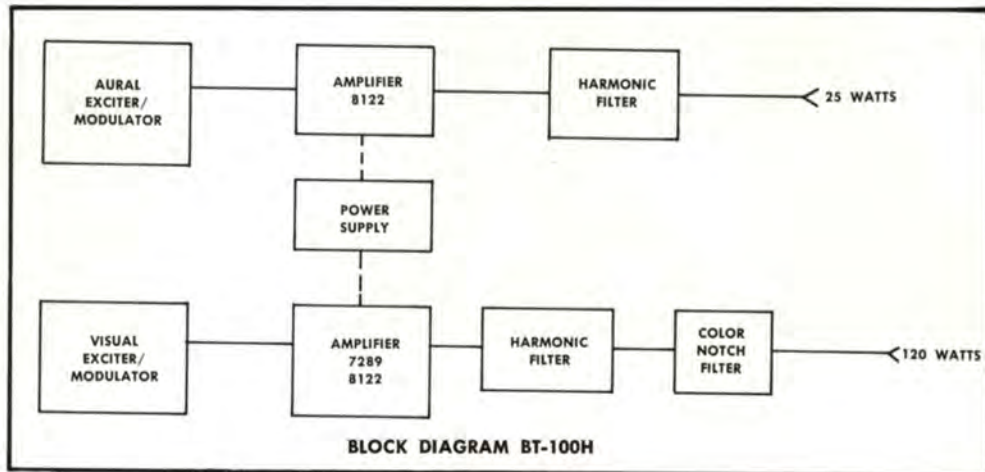 AURAL
EXCITER/
MODULATOR
AMPLIFIER
8122
HARMONIC
FILTER
25 WATTS
POWER
SUPPLY
VISUAL
EXCITER/
MODULATOR
AMPLIFIER
7289
8122
HARMONIC
FILTER
COLOR
NOTCH
FILTER
120 WATTS
BLOCK DIAGRAM BT-100H